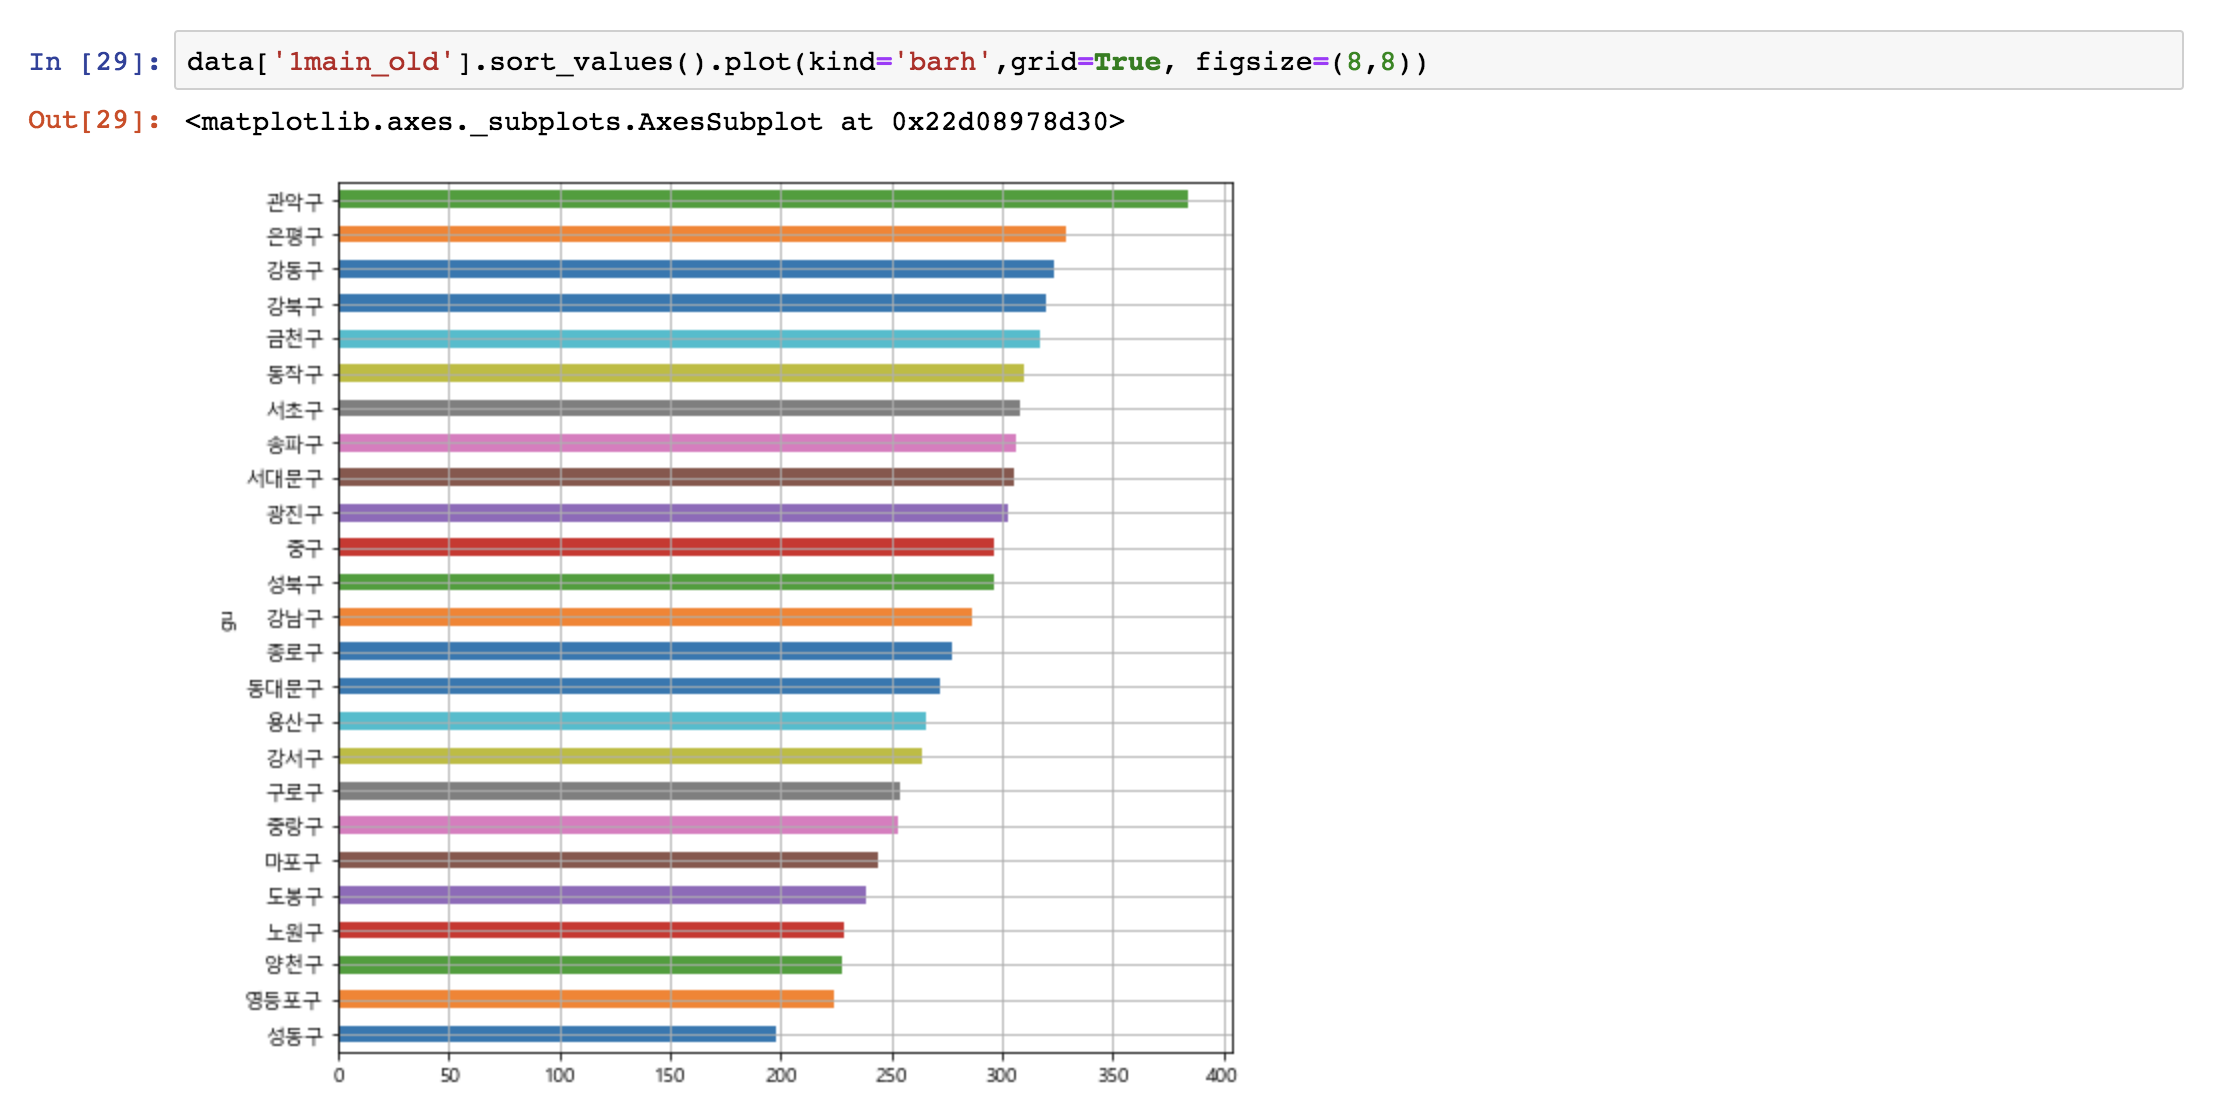 In [29]: data['1main_old'].sort_values().plot(kind='barh',grid=True, figsize=(8,8))
Out[29]: <matplotlib.axes._subplots.AxesSubplot at 0x22d08978d30>
관악구
은평구
강동구
강북구
금천구
동작구
서초구
송파구
서대문구
광진구
중구
성북구
gu
강남구
종로구
동대문구
용산구
강서구
구로구
중랑구
마포구
도봉구
노원구
양천구
영등포구
성동구
0 50 100 150 200 250 300 350 400